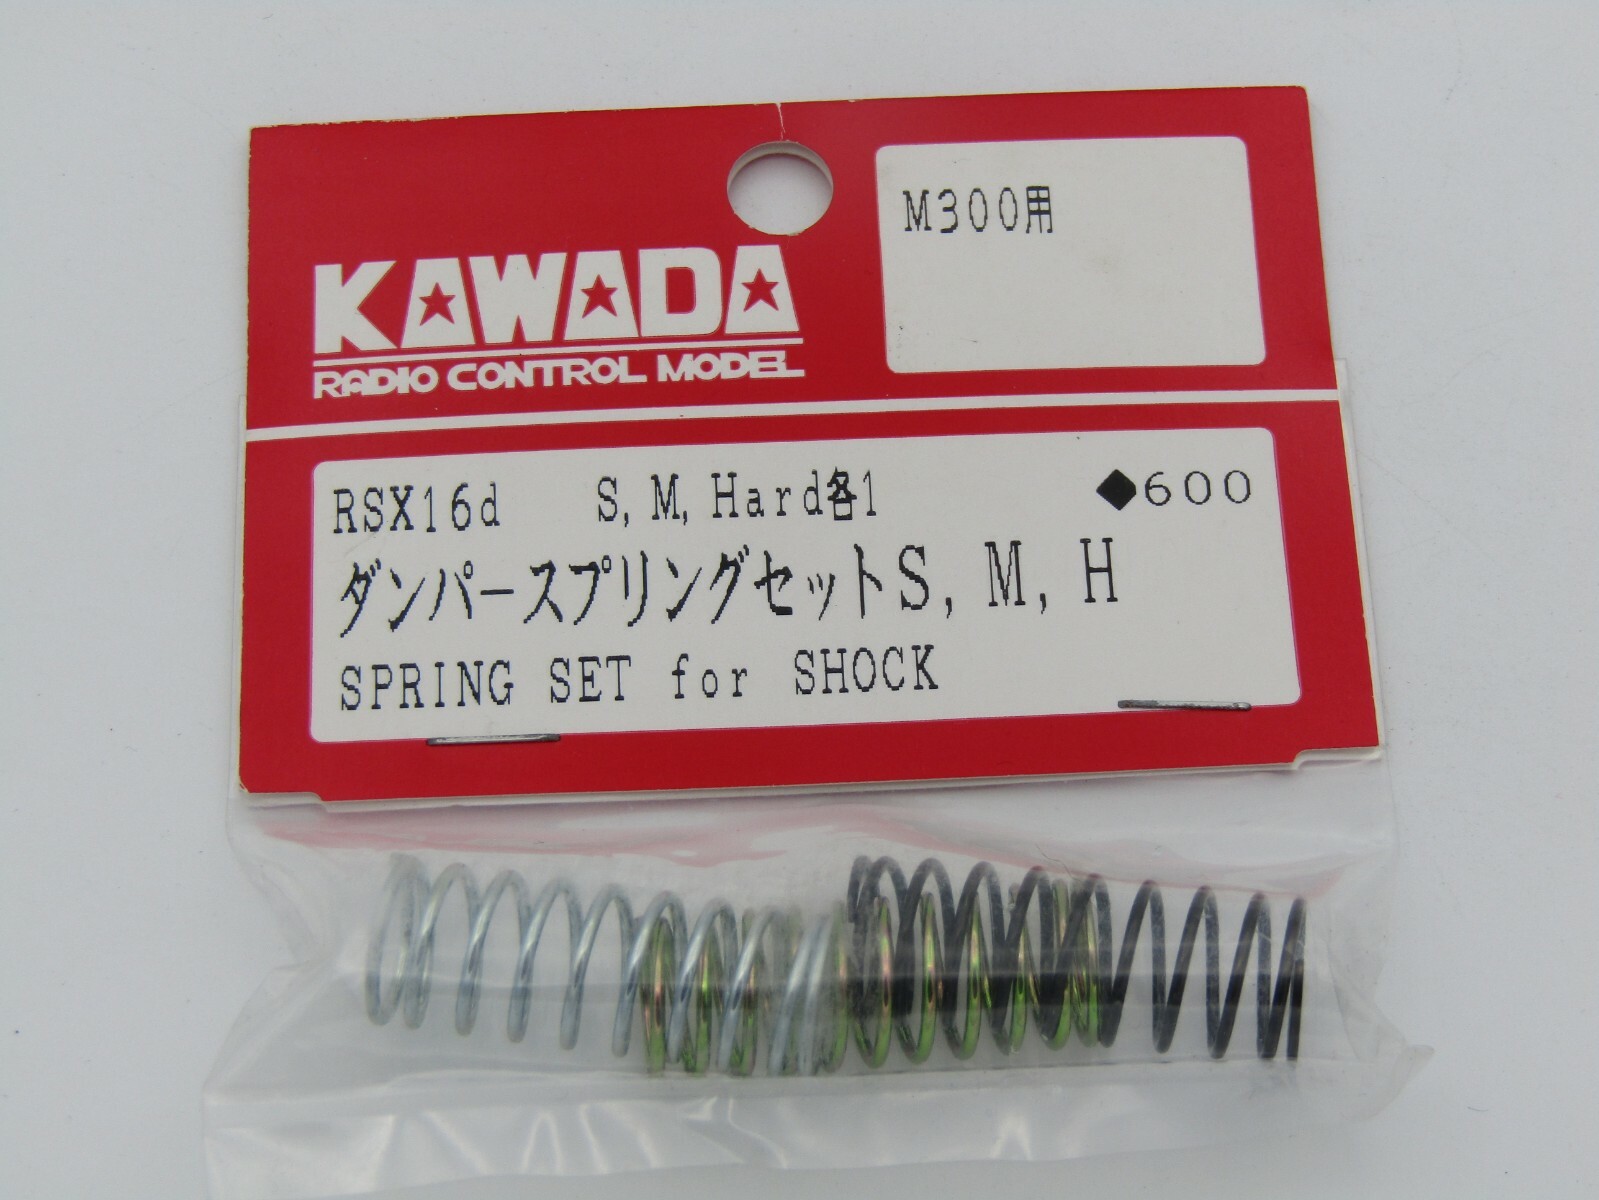 M300用
KAWADA
RADIO CONTROL MODEL
RSX16d S,M,Hard各1 ◆600
ダンパースプリングセットS,M,H
SPRING SET for SHOCK